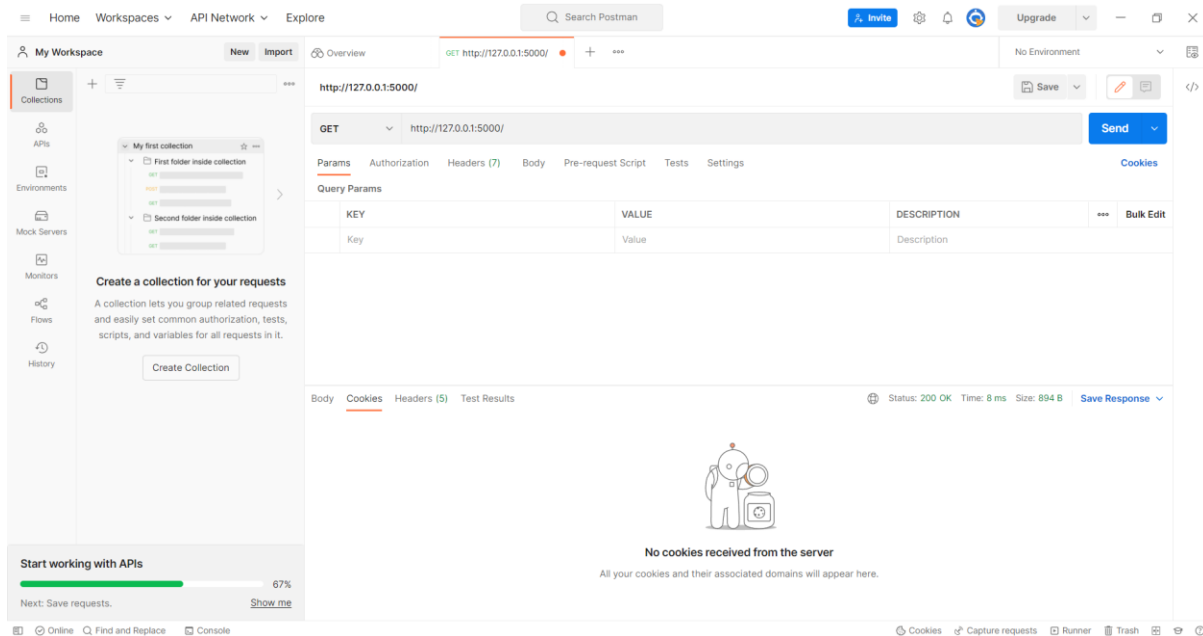 Home Workspaces API Network Explore Search Postman Invite Upgrade
My Workspace New Import Overview GET http://127.0.0.1:5000/ No Environment
Collections
APIs
Environments
Mock Servers
Monitors
Flows
History
My first collection
First folder inside collection
GET
POST
GET
Second folder inside collection
GET
GET
Create a collection for your requests
A collection lets you group related requests
and easily set common authorization, tests,
scripts, and variables for all requests in it.
Create Collection
Start working with APIs
67%
Next: Save requests. Show me
http://127.0.0.1:5000/ Save
GET http://127.0.0.1:5000/ Send
Params Authorization Headers (7) Body Pre-request Script Tests Settings Cookies
Query Params
KEY VALUE DESCRIPTION Bulk Edit
Key Value Description
Body Cookies Headers (5) Test Results Status: 200 OK Time: 8 ms Size: 894 B Save Response
No cookies received from the server
All your cookies and their associated domains will appear here.
Online Find and Replace Console Cookies Capture requests Runner Trash